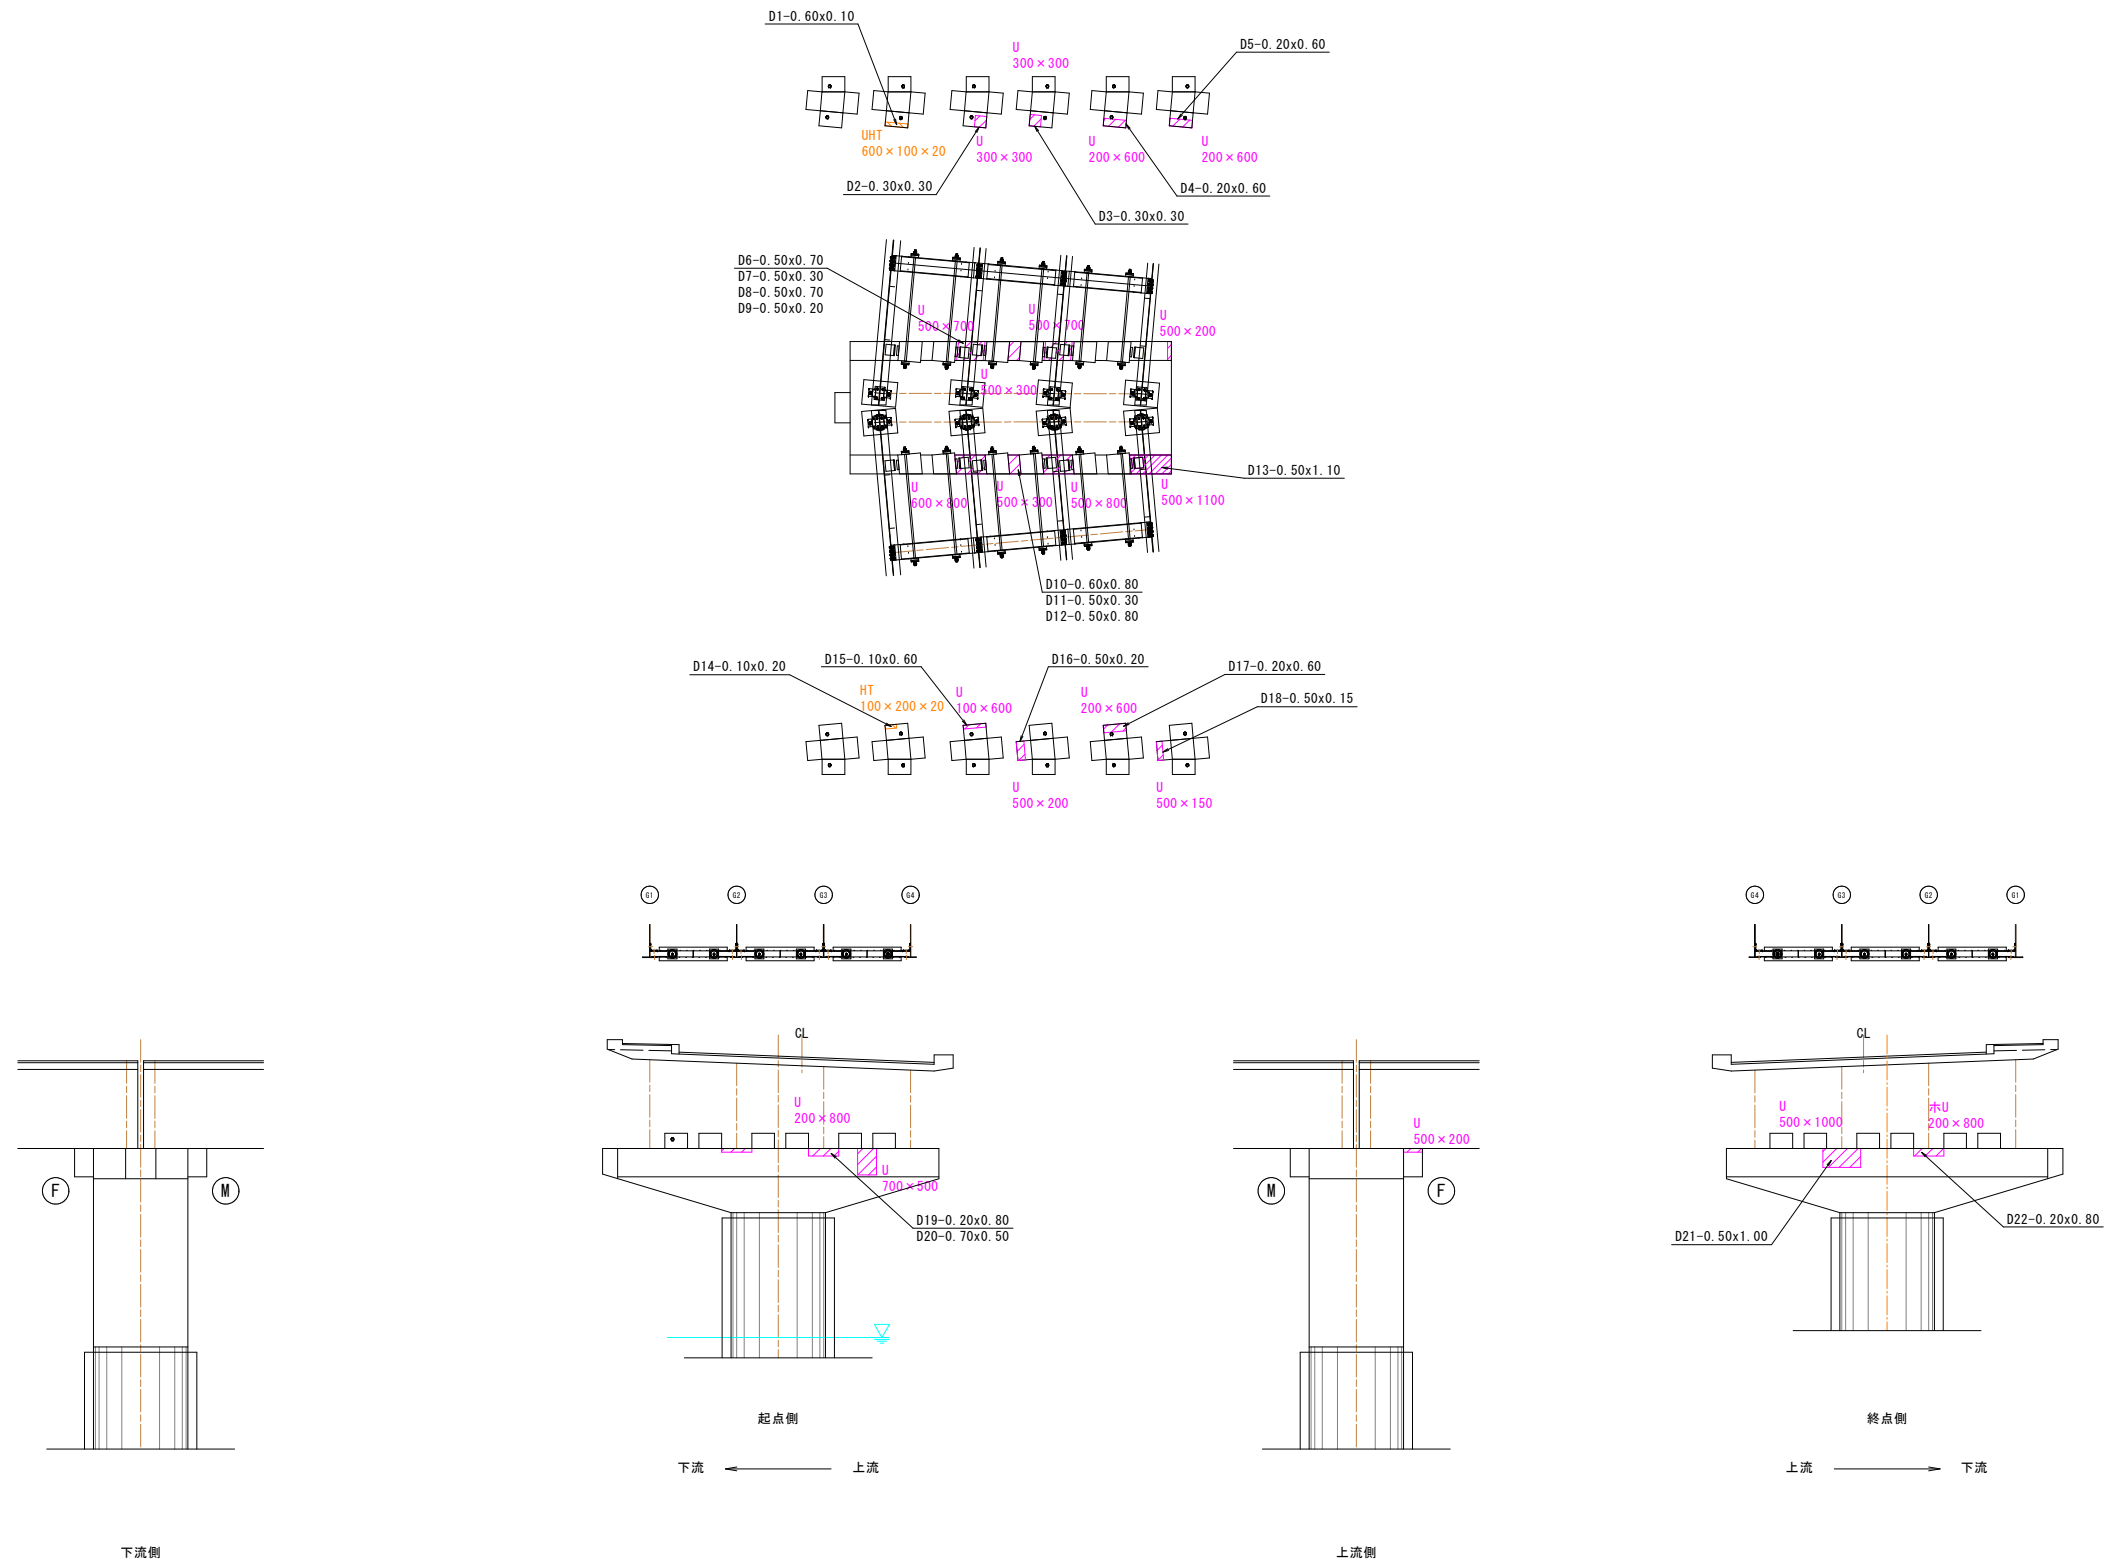 D1-0.60x0.10
U
300×300
D5-0.20x0.60
UHT
600×100×20
U
300×300
U
200×600
U
200×600
D2-0.30x0.30
D4-0.20x0.60
D3-0.30x0.30
D6-0.50x0.70
D7-0.50x0.30
D8-0.50x0.70
D9-0.50x0.20
U
500×700
U
500×700
U
500×200
U
500×300
D13-0.50x1.10
U
600×800
U
500×300
U
500×800
U
500×1100
D10-0.60x0.80
D11-0.50x0.30
D12-0.50x0.80
D14-0.10x0.20
D15-0.10x0.60
D16-0.50x0.20
D17-0.20x0.60
D18-0.50x0.15
HT
100×200×20
U
100×600
U
200×600
U
500×200
U
500×150
G1
G2
G3
G4
G4
G3
G2
G1
CL
CL
U
200×800
U
500×200
U
500×1000
ホU
200×800
U
700×500
F
M
M
F
D19-0.20x0.80
D20-0.70x0.50
D21-0.50x1.00
D22-0.20x0.80
起点側
終点側
下流
上流
上流
下流
下流側
上流側